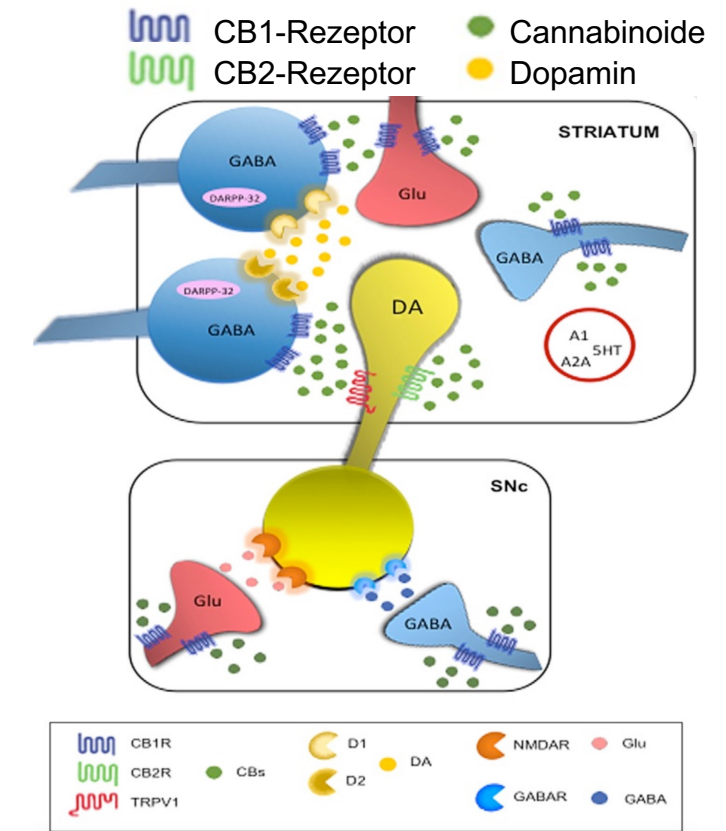 CB1-Rezeptor
Cannabinoide
CB2-Rezeptor
Dopamin
STRIATUM
GABA
DARPP-32
Glu
GABA
DARPP-32
GABA
DA
A1
5HT
A2A
SNc
Glu
GABA
CB1R
D1
NMDAR
Glu
CB2R
CBs
D2
DA
TRPV1
GABAR
GABA